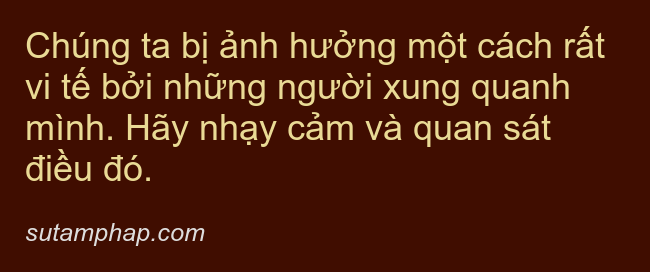 Chúng ta bị ảnh hưởng một cách rất
vi tế bởi những người xung quanh
mình. Hãy nhạy cảm và quan sát
điều đó.
sutamphap.com